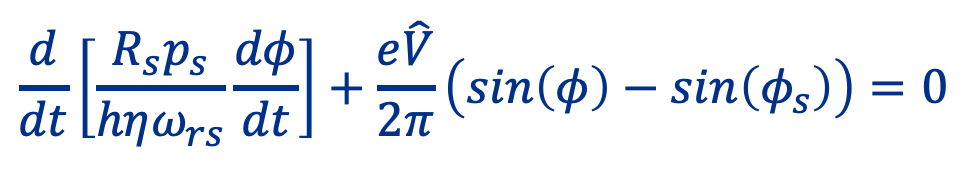 d/dt [R_s p_s / hηω_rs dϕ/dt] + eV̂/2π (sin(ϕ) − sin(ϕ_s)) = 0